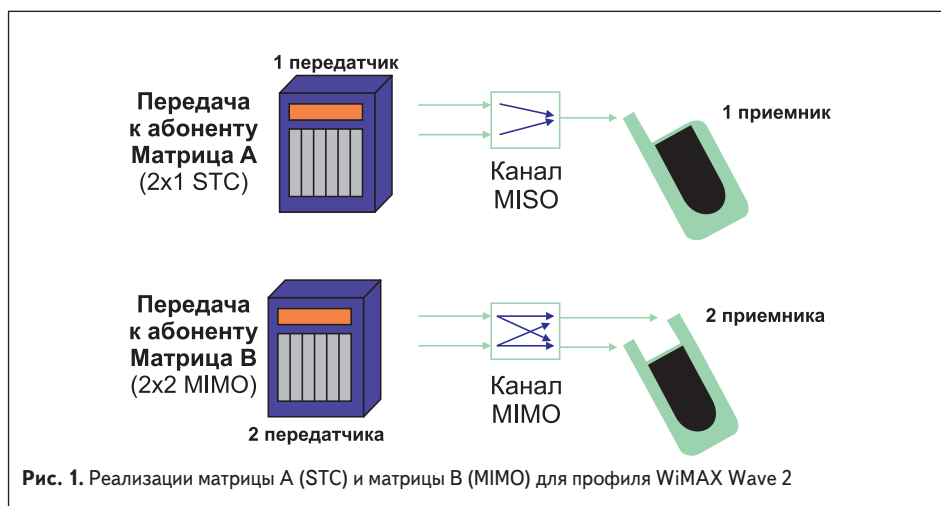 1 передатчик
Передача
к абоненту
Матрица А
(2x1 STC)
Канал
MISO
1 приемник
Передача
к абоненту
Матрица В
(2x2 MIMO)
2 передатчика
Канал
MIMO
2 приемника
Рис. 1. Реализации матрицы А (STC) и матрицы В (MIMO) для профиля WiMAX Wave 2